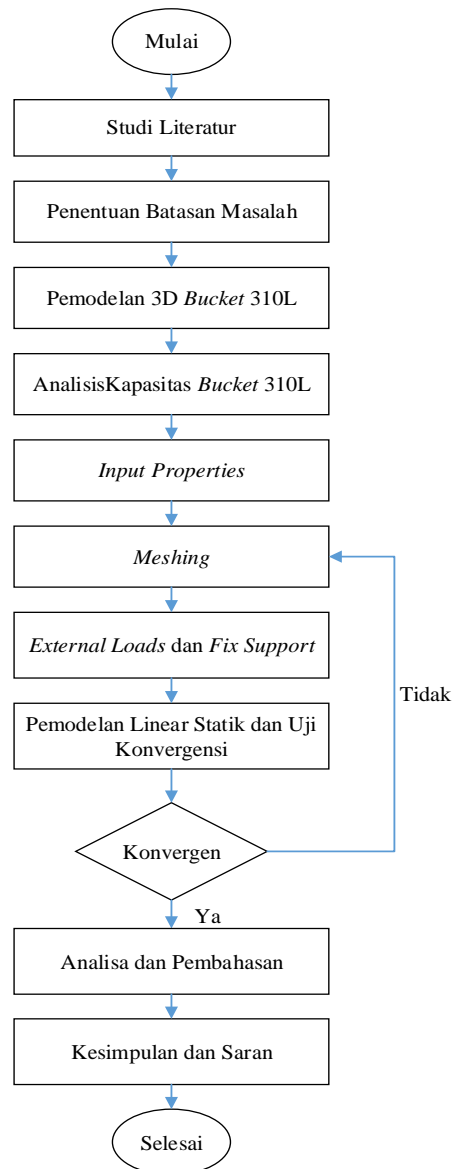 Mulai
Studi Literatur
Penentuan Batasan Masalah
Pemodelan 3D Bucket 310L
AnalisisKapasitas Bucket 310L
Input Properties
Meshing
External Loads dan Fix Support
Tidak
Pemodelan Linear Statik dan Uji
Konvergensi
Konvergen
Ya
Analisa dan Pembahasan
Kesimpulan dan Saran
Selesai